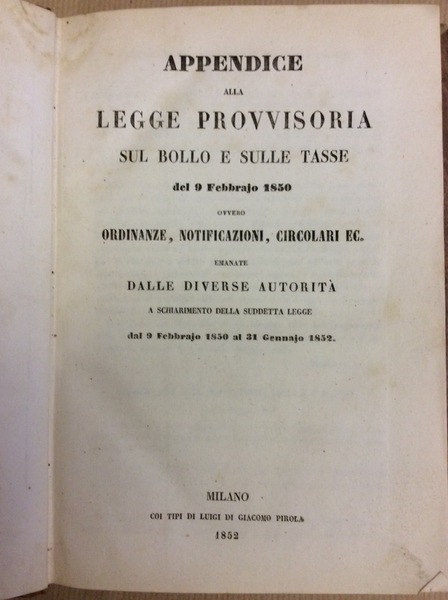 APPENDICE
ALLA
LEGGE PROVVISORIA
SUL BOLLO E SULLE TASSE
del 9 Febbrajo 1850
OVVERO
ORDINANZE, NOTIFICAZIONI, CIRCOLARI EC.
EMANATE
DALLE DIVERSE AUTORITÀ
A SCHIARIMENTO DELLA SUDDETTA LEGGE
dal 9 Febbrajo 1850 al 31 Gennajo 1852.
MILANO
COI TIPI DI LUIGI DI GIACOMO PIROLA
1852